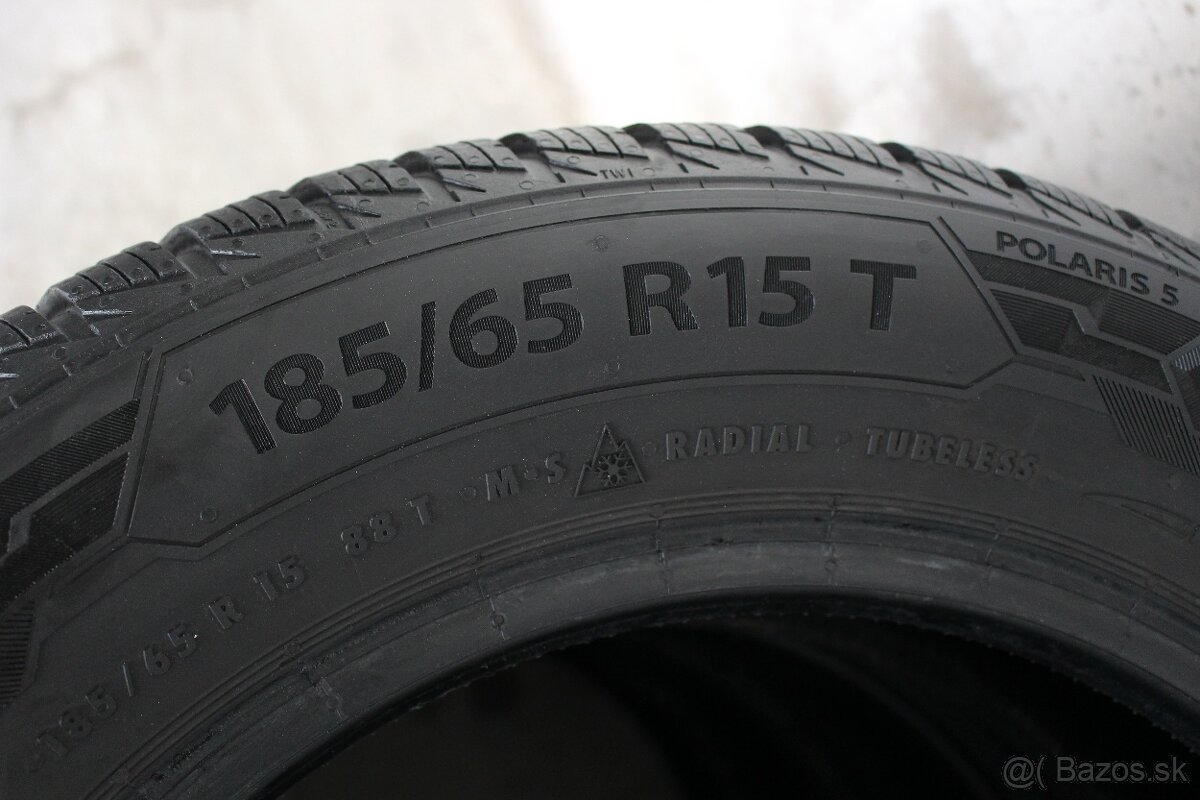 TWI
POLARIS 5
185/65 R15 T
M·S RADIAL · TUBELESS
185/65 R 15 88 T
@( Bazos.sk